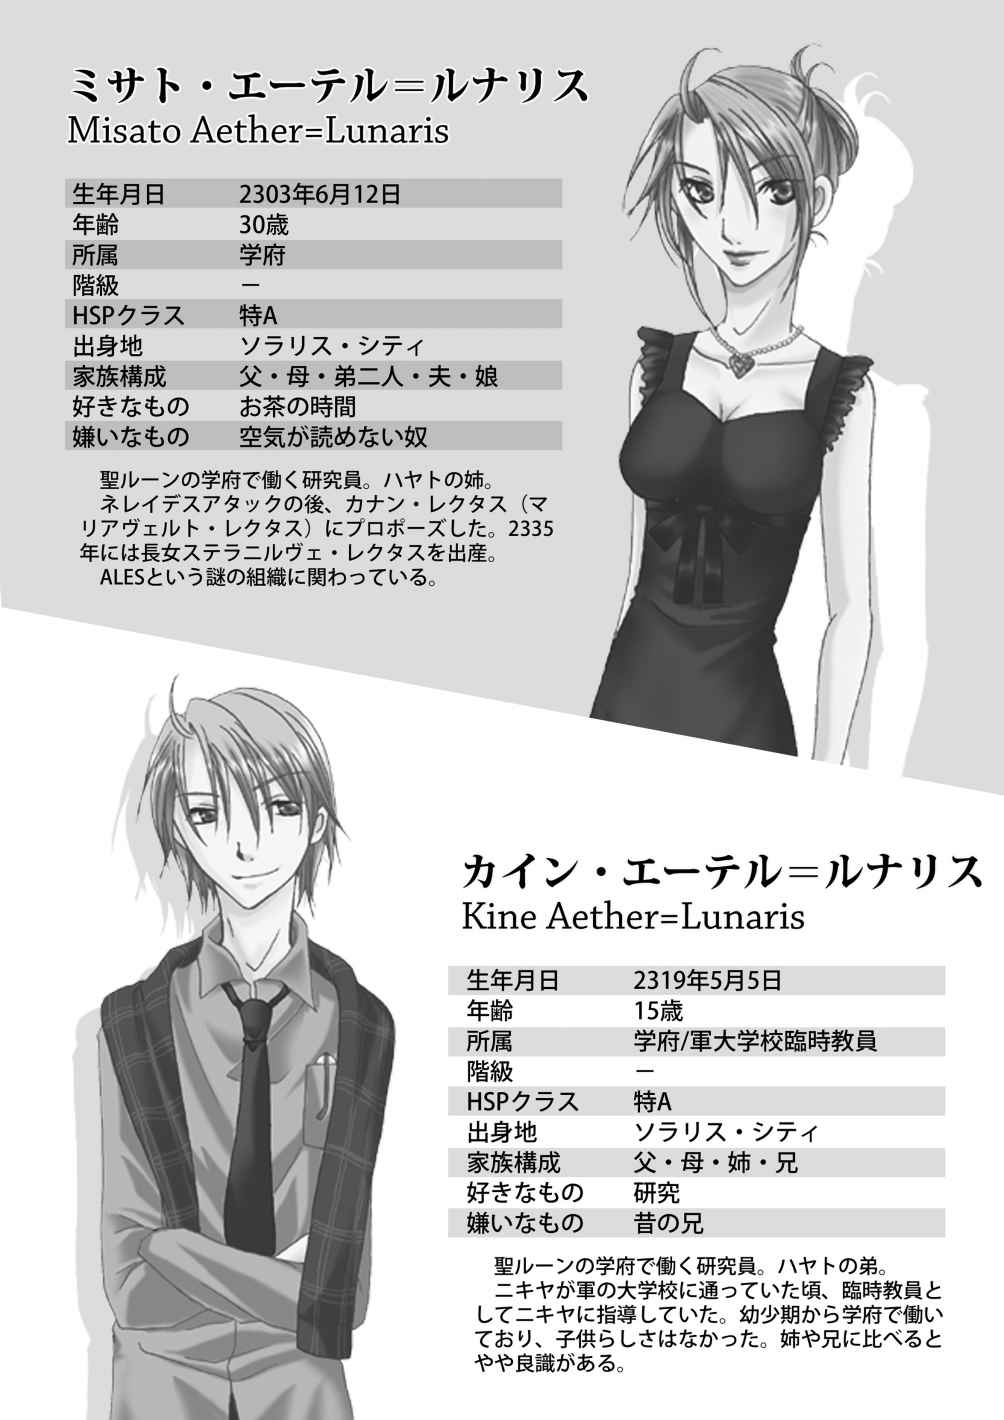 ミサト・エーテル＝ルナリス
Misato Aether=Lunaris
生年月日 2303年6月12日
年齢 30歳
所属 学府
階級 －
HSPクラス 特A
出身地 ソラリス・シティ
家族構成 父・母・弟二人・夫・娘
好きなもの お茶の時間
嫌いなもの 空気が読めない奴
聖ルーンの学府で働く研究員。ハヤトの姉。
ネレイデスアタックの後、カナン・レクタス（マ
リアヴェルト・レクタス）にプロポーズした。2335
年には長女ステラニルヴェ・レクタスを出産。
ALESという謎の組織に関わっている。
カイン・エーテル＝ルナリス
Kine Aether=Lunaris
生年月日 2319年5月5日
年齢 15歳
所属 学府/軍大学校臨時教員
階級 －
HSPクラス 特A
出身地 ソラリス・シティ
家族構成 父・母・姉・兄
好きなもの 研究
嫌いなもの 昔の兄
聖ルーンの学府で働く研究員。ハヤトの弟。
ニキヤが軍の大学校に通っていた頃、臨時教員と
してニキヤに指導していた。幼少期から学府で働い
ており、子供らしさはなかった。姉や兄に比べると
やや良識がある。